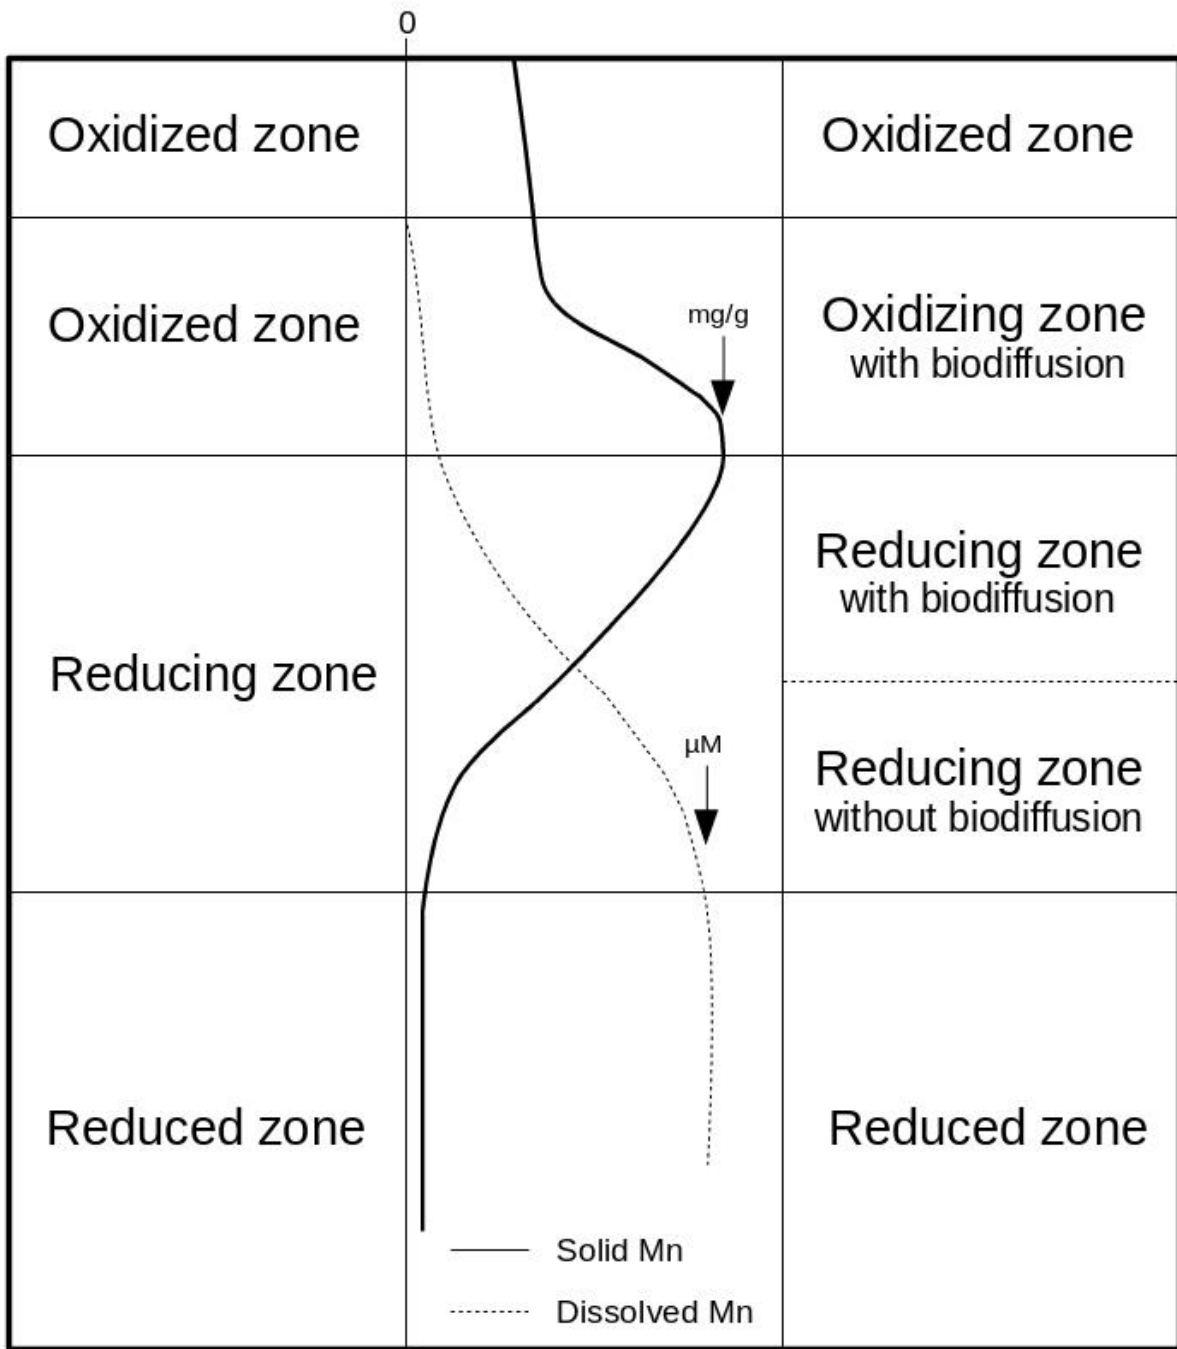 0
Oxidized zone
Oxidized zone
Oxidized zone
mg/g
Oxidizing zone
with biodiffusion
Reducing zone
Reducing zone
with biodiffusion
µM
Reducing zone
without biodiffusion
Reduced zone
Reduced zone
Solid Mn
Dissolved Mn